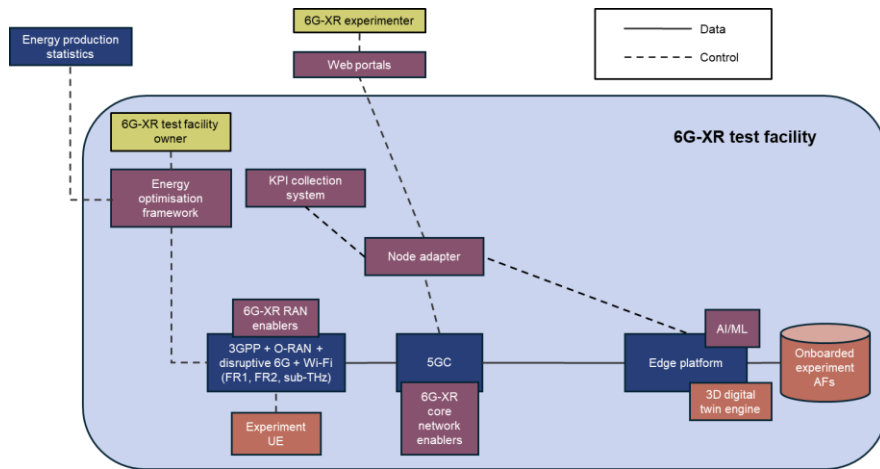 6G-XR experimenter
Data
Control
Energy production
statistics
Web portals
6G-XR test facility
owner
6G-XR test facility
Energy
optimisation
framework
KPI collection
system
Node adapter
6G-XR RAN
enablers
AI/ML
3GPP + O-RAN +
disruptive 6G + Wi-Fi
(FR1, FR2, sub-THz)
5GC
Edge platform
Onboarded
experiment
AFs
6G-XR
core
network
enablers
3D digital
twin engine
Experiment
UE